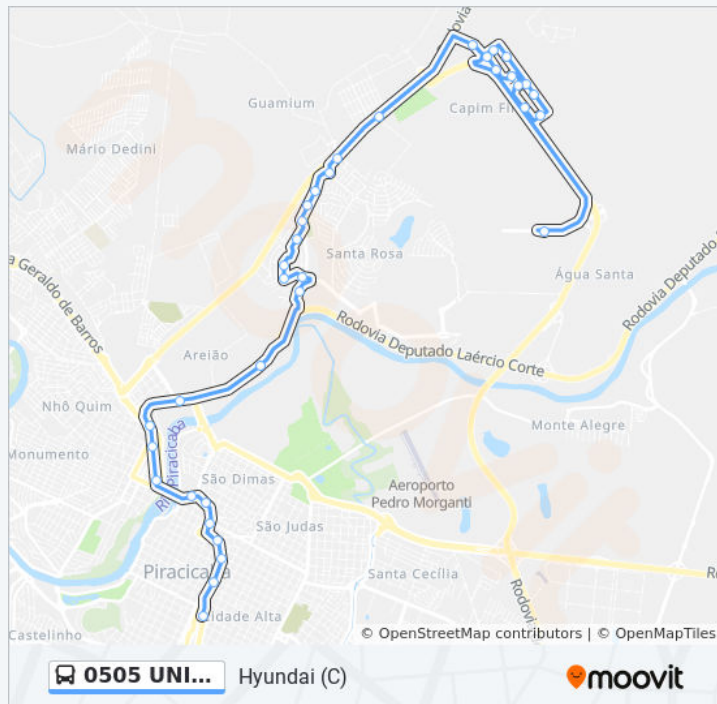 Rodovia
Guamium
Capim Fi
Mário Dedini
Santa Rosa
Água Santa
a Geraldo de Barros
Rodovia Deputado
Rodovia Deputado Laércio Corte
Areião
Nhô Quim
Monte Alegre
Monumento
Rio Piracicaba
São Dimas
Aeroporto
Pedro Morganti
São Judas
Piracicaba
Santa Cecília
Rodov
R
Cidade Alta
Castelinho
© OpenStreetMap contributors | © OpenMapTiles
0505 UNI...
Hyundai (C)
moovit